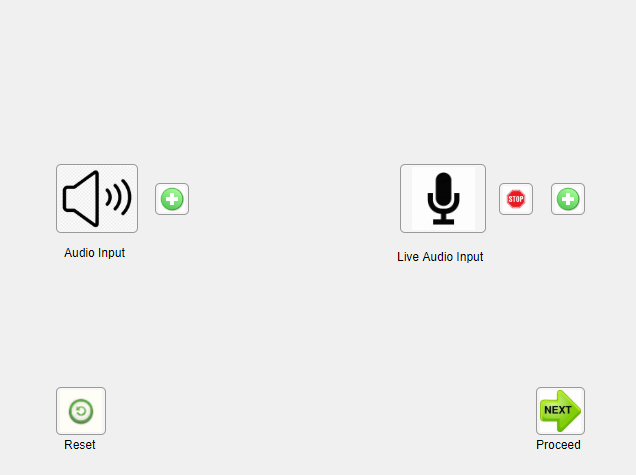 STOP
Audio Input
Live Audio Input
NEXT
Reset
Proceed